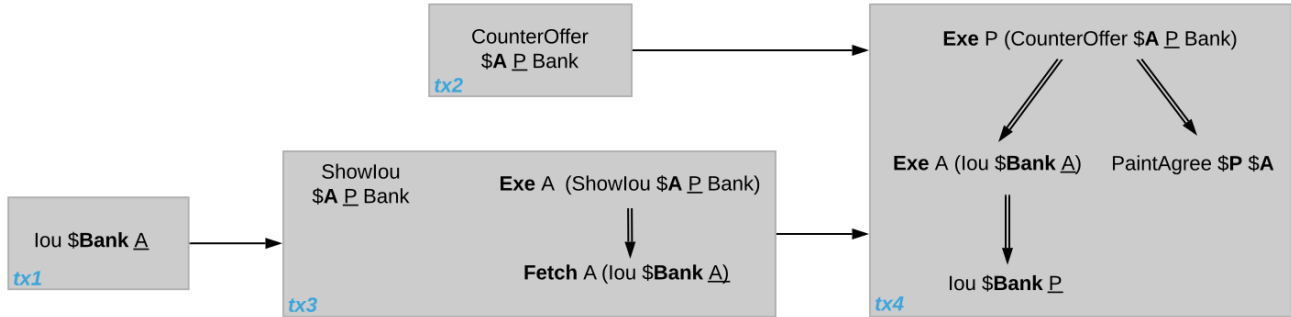 CounterOffer
$A P Bank
tx2
Exe P (CounterOffer $A P Bank)
Exe A (Iou $Bank A)
PaintAgree $P $A
Iou $Bank P
tx4
ShowIou
$A P Bank
Exe A (ShowIou $A P Bank)
Fetch A (Iou $Bank A)
tx3
Iou $Bank A
tx1